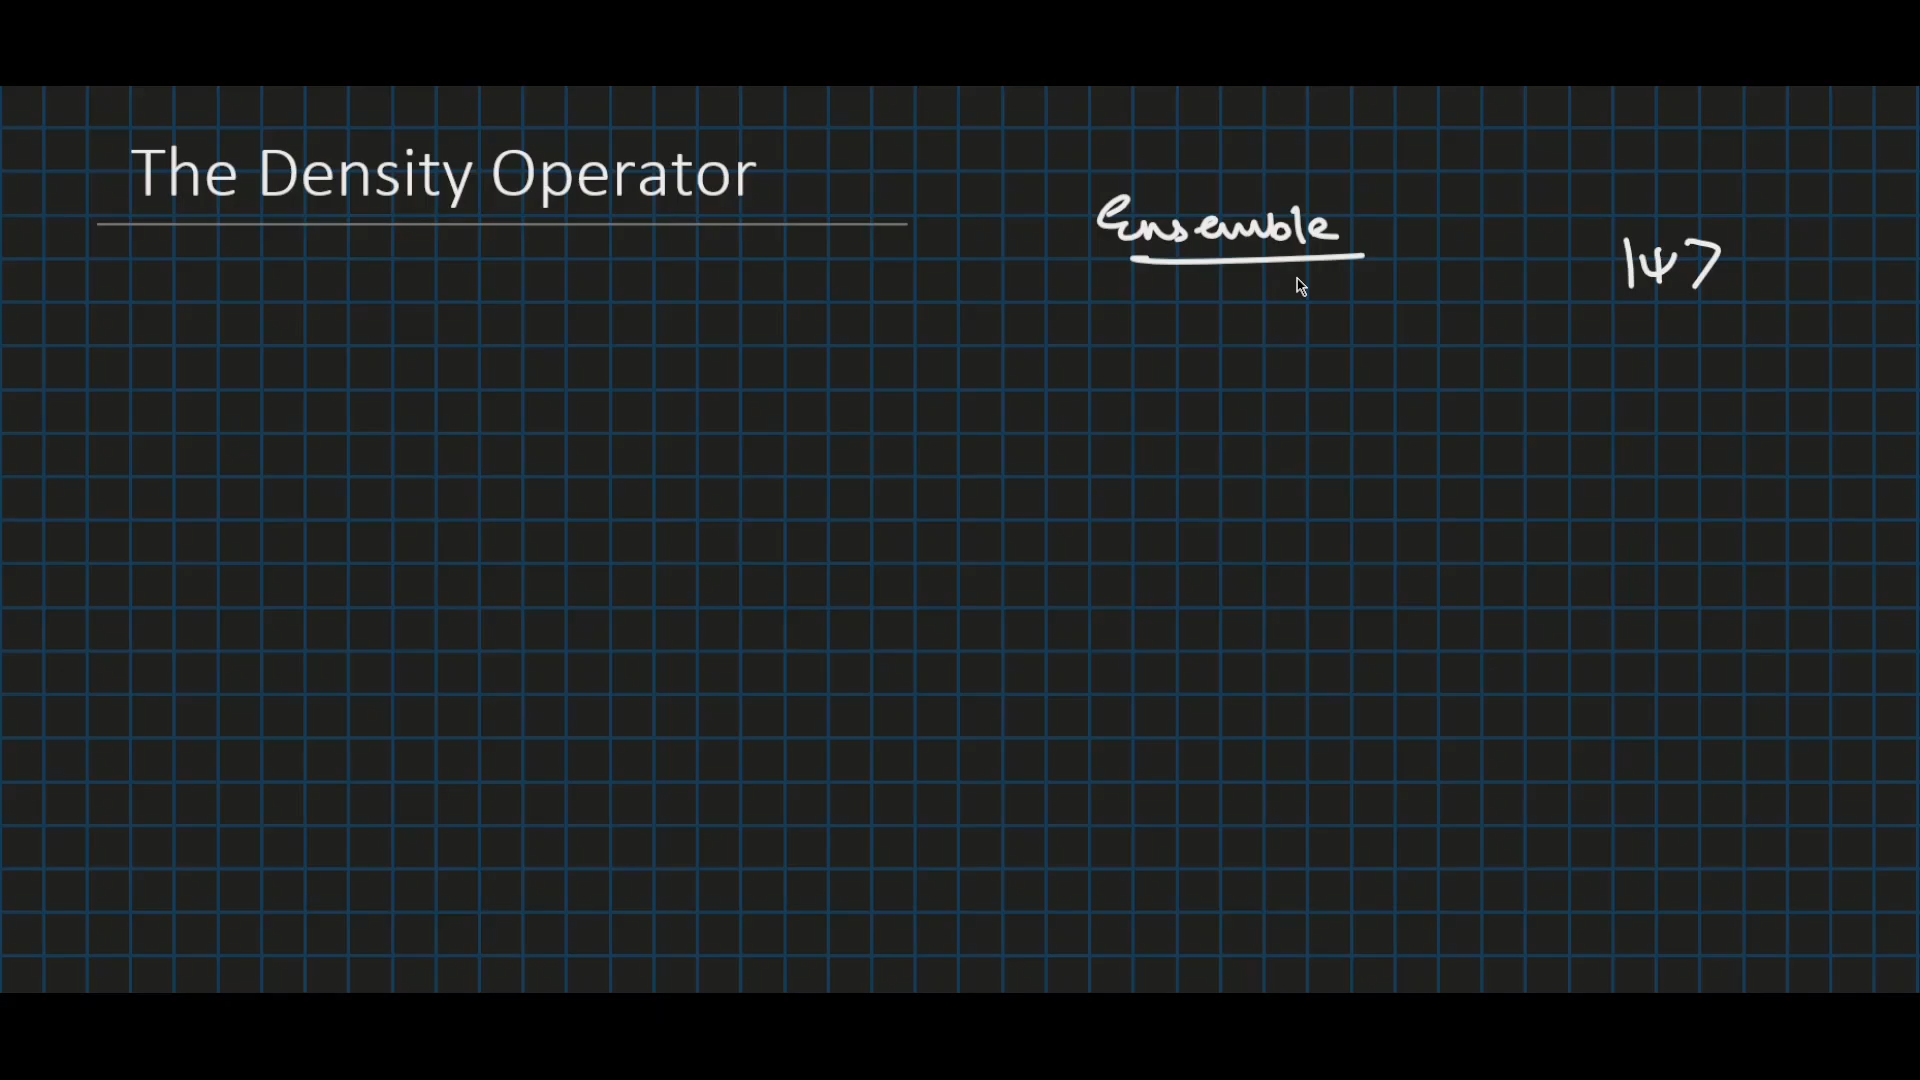 The Density Operator
Ensemble
|ψ>